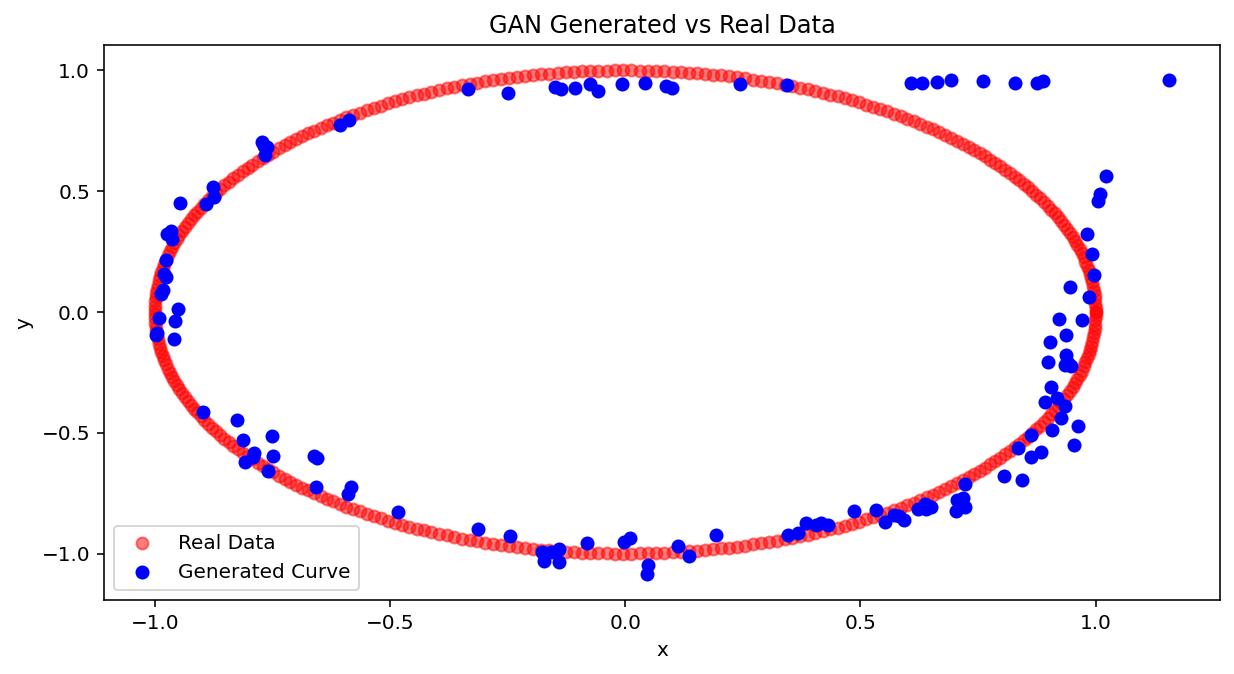 GAN Generated vs Real Data
1.0
0.5
0.0
−0.5
−1.0
y
Real Data
Generated Curve
−1.0 −0.5 0.0 0.5 1.0
x